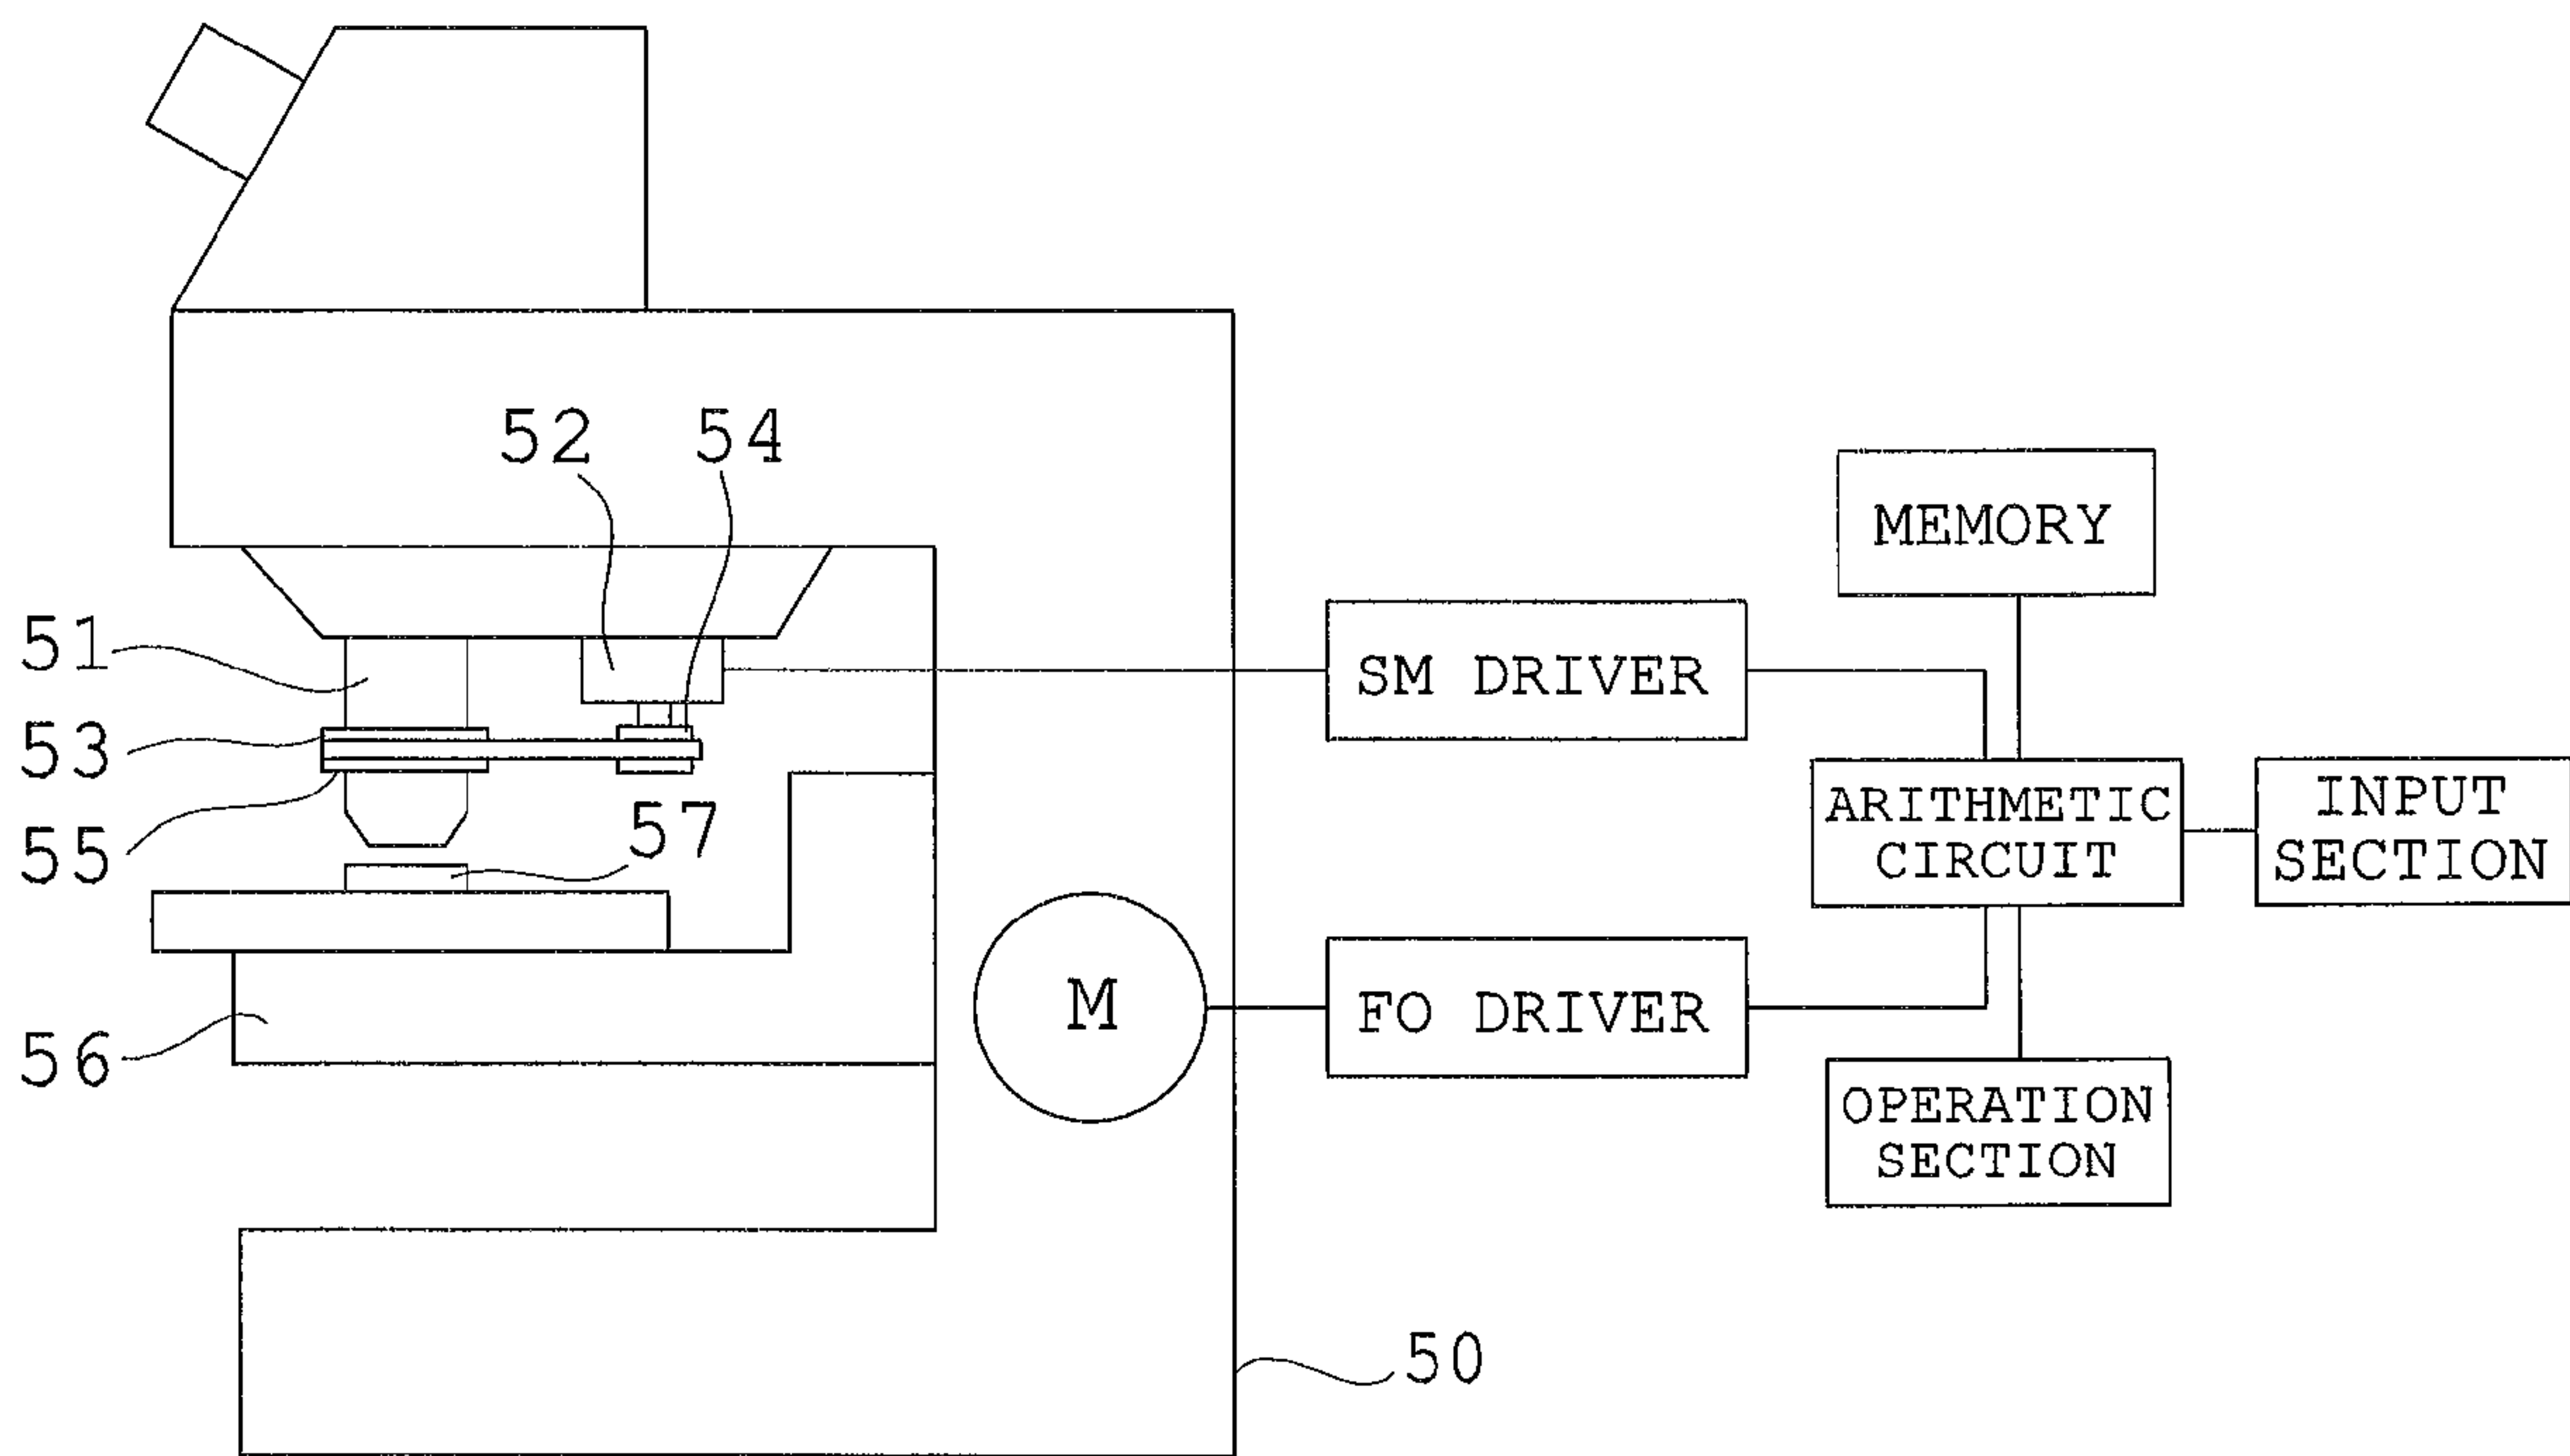 52
54
MEMORY
51
SM DRIVER
53
ARITHMETIC
CIRCUIT
INPUT
SECTION
55
57
M
FO DRIVER
56
OPERATION
SECTION
50